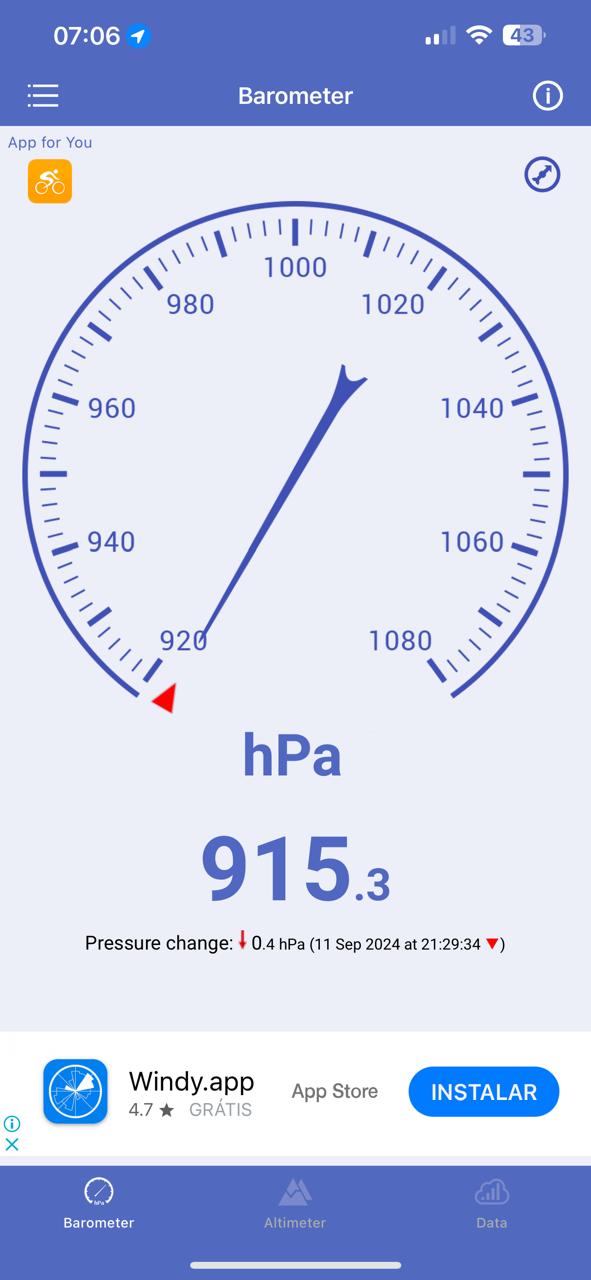 07:06
43
Barometer
App for You
1000
980
1020
960
1040
940
1060
920
1080
hPa
915.3
Pressure change: 0.4 hPa (11 Sep 2024 at 21:29:34 ▼)
Windy.app
4.7 ★ GRÁTIS
App Store
INSTALAR
hPa
Barometer
Altimeter
Data